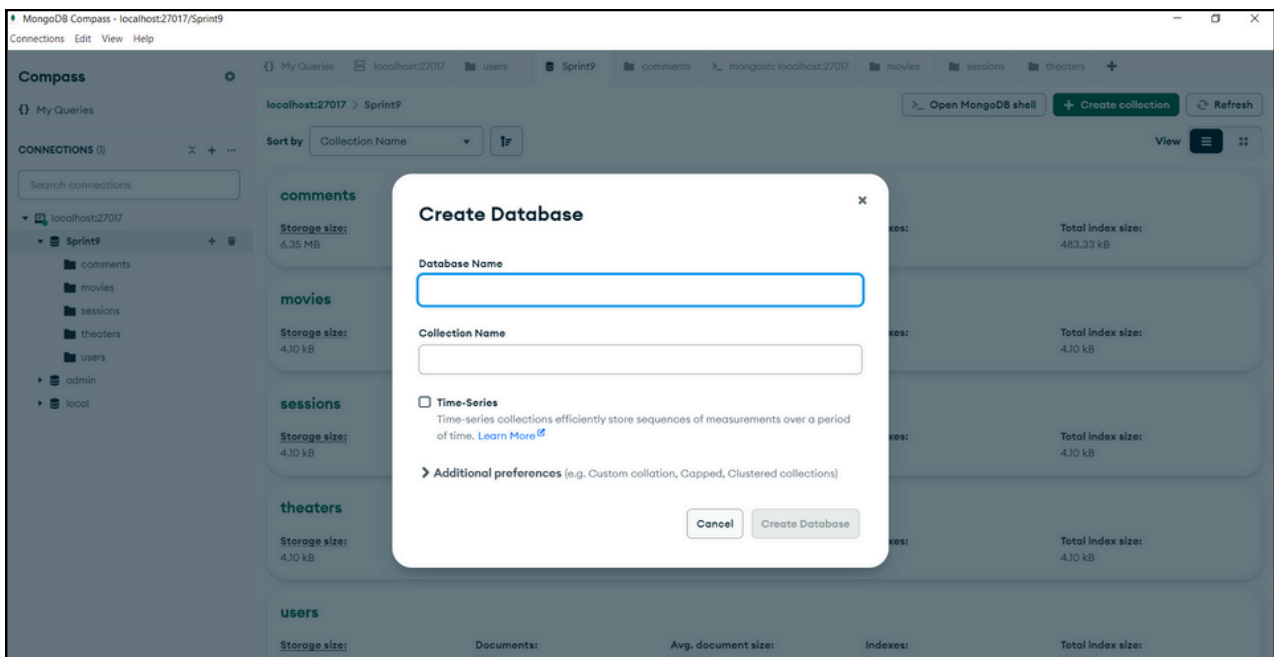 MongoDB Compass - localhost:27017/Sprint9
Connections Edit View Help
Compass
{} My Queries
CONNECTIONS (1)
Search connections
localhost:27017
Sprint9
comments
movies
sessions
theaters
users
admin
local
{} My Queries localhost:27017 users Sprint9 comments >_ mongosh: localhost:27017 movies sessions theaters +
localhost:27017 > Sprint9
>_ Open MongoDB shell + Create collection Refresh
Sort by Collection Name
View
comments
Storage size:
6.35 MB
xes:
Total index size:
483.33 kB
movies
Storage size:
4.10 kB
xes:
Total index size:
4.10 kB
sessions
Storage size:
4.10 kB
xes:
Total index size:
4.10 kB
theaters
Storage size:
4.10 kB
xes:
Total index size:
4.10 kB
users
Storage size: Documents: Avg. document size: Indexes: Total index size:
Create Database
Database Name
Collection Name
Time-Series
Time-series collections efficiently store sequences of measurements over a period
of time. Learn More
Additional preferences (e.g. Custom collation, Capped, Clustered collections)
Cancel Create Database